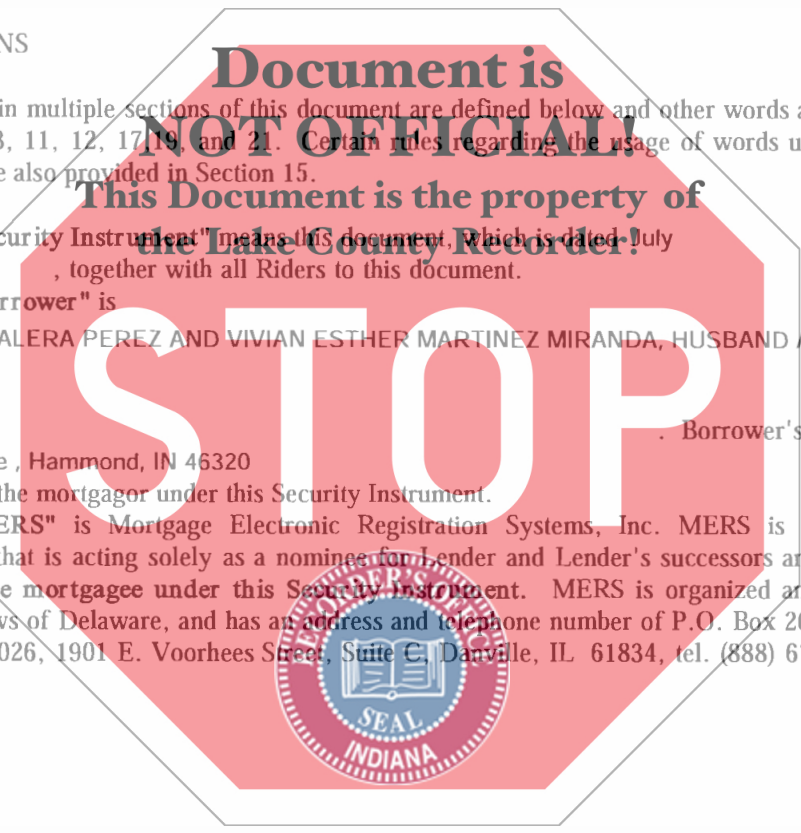 NS
Document is
in multiple sections of this document are defined below and other words a
3, 11, 12, 17, 19, and 21. Certain rules regarding the usage of words u
NOT OFFICIAL!
e also provided in Section 15.
This Document is the property of
curity Instrument" means this document, which is dated July
the Lake County Recorder!
, together with all Riders to this document.
rrower" is
ALERA PEREZ AND VIVIAN ESTHER MARTINEZ MIRANDA, HUSBAND A
STOP
. Borrower's
e , Hammond, IN 46320
the mortgagor under this Security Instrument.
ERS" is Mortgage Electronic Registration Systems, Inc. MERS is
that is acting solely as a nominee for Lender and Lender's successors an
e mortgagee under this Security Instrument. MERS is organized an
ws of Delaware, and has an address and telephone number of P.O. Box 20
026, 1901 E. Voorhees Street, Suite C, Danville, IL 61834, tel. (888) 67
RECORDER'S OFFICE
SEAL
INDIANA